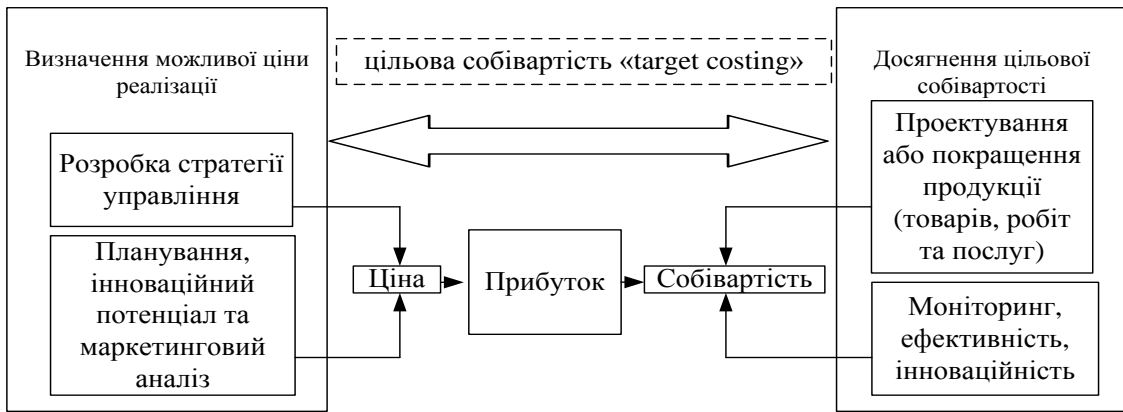 Визначення можливої ціни
реалізації
Розробка стратегії
управління
Планування,
інноваційний
потенціал та
маркетинговий
аналіз
цільова собівартість «target costing»
Ціна
Прибуток
Собівартість
Досягнення цільової
собівартості
Проектування
або покращення
продукції
(товарів, робіт
та послуг)
Моніторинг,
ефективність,
інноваційність